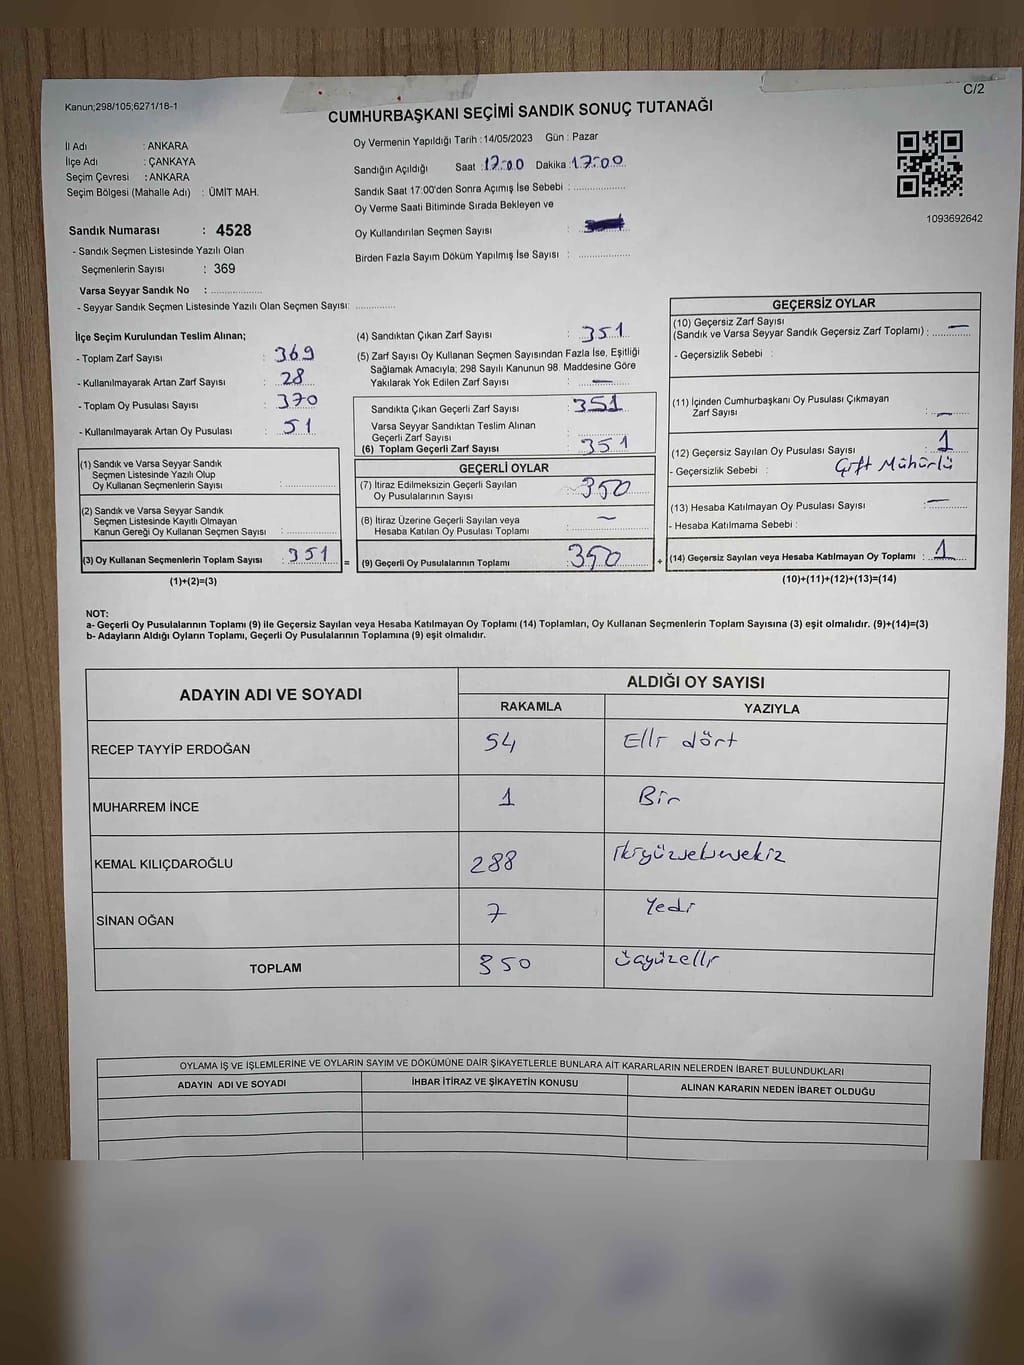 C/2
Kanun;298/105;6271/18-1
CUMHURBAŞKANI SEÇİMİ SANDIK SONUÇ TUTANAĞI
İl Adı : ANKARA
İlçe Adı : ÇANKAYA
Seçim Çevresi : ANKARA
Seçim Bölgesi (Mahalle Adı) : ÜMİT MAH.
Oy Vermenin Yapıldığı Tarih : 14/05/2023 Gün : Pazar
Sandığın Açıldığı Saat : 17:00 Dakika : 17:00
Sandık Saat 17:00'den Sonra Açımış İse Sebebi :
Oy Verme Saati Bitiminde Sırada Bekleyen ve
Oy Kullandırılan Seçmen Sayısı :
Birden Fazla Sayım Döküm Yapılmış İse Sayısı :
1093692642
Sandık Numarası : 4528
- Sandık Seçmen Listesinde Yazılı Olan
Seçmenlerin Sayısı : 369
Varsa Seyyar Sandık No :
- Seyyar Sandık Seçmen Listesinde Yazılı Olan Seçmen Sayısı:
İlçe Seçim Kurulundan Teslim Alınan;
- Toplam Zarf Sayısı : 369
- Kullanılmayarak Artan Zarf Sayısı : 28
- Toplam Oy Pusulası Sayısı : 370
- Kullanılmayarak Artan Oy Pusulası : 51
(1) Sandık ve Varsa Seyyar Sandık
Seçmen Listesinde Yazılı Olup
Oy Kullanan Seçmenlerin Sayısı :
(2) Sandık ve Varsa Seyyar Sandık
Seçmen Listesinde Kayıtlı Olmayan
Kanun Gereği Oy Kullanan Seçmen Sayısı :
(3) Oy Kullanan Seçmenlerin Toplam Sayısı : 351 =
(1)+(2)=(3)
(4) Sandıktan Çıkan Zarf Sayısı : 351
(5) Zarf Sayısı Oy Kullanan Seçmen Sayısından Fazla İse, Eşitliği
Sağlamak Amacıyla; 298 Sayılı Kanunun 98. Maddesine Göre
Yakılarak Yok Edilen Zarf Sayısı : —
Sandıkta Çıkan Geçerli Zarf Sayısı : 351
Varsa Seyyar Sandıktan Teslim Alınan
Geçerli Zarf Sayısı :
(6) Toplam Geçerli Zarf Sayısı : 351
GEÇERLİ OYLAR
(7) İtiraz Edilmeksizin Geçerli Sayılan
Oy Pusulalarının Sayısı : 350
(8) İtiraz Üzerine Geçerli Sayılan veya
Hesaba Katılan Oy Pusulası Toplamı : —
(9) Geçerli Oy Pusulalarının Toplamı : 350 +
GEÇERSİZ OYLAR
(10) Geçersiz Zarf Sayısı
(Sandık ve Varsa Seyyar Sandık Geçersiz Zarf Toplamı) : —
- Geçersizlik Sebebi :
(11) İçinden Cumhurbaşkanı Oy Pusulası Çıkmayan
Zarf Sayısı : —
(12) Geçersiz Sayılan Oy Pusulası Sayısı : 1
- Geçersizlik Sebebi : Çift Mühürlü
(13) Hesaba Katılmayan Oy Pusulası Sayısı : —
- Hesaba Katılmama Sebebi :
(14) Geçersiz Sayılan veya Hesaba Katılmayan Oy Toplamı : 1
(10)+(11)+(12)+(13)=(14)
NOT:
a- Geçerli Oy Pusulalarının Toplamı (9) ile Geçersiz Sayılan veya Hesaba Katılmayan Oy Toplamı (14) Toplamları, Oy Kullanan Seçmenlerin Toplam Sayısına (3) eşit olmalıdır. (9)+(14)=(3)
b- Adayların Aldığı Oyların Toplamı, Geçerli Oy Pusulalarının Toplamına (9) eşit olmalıdır.
ADAYIN ADI VE SOYADI ALDIĞI OY SAYISI
RAKAMLA YAZIYLA
RECEP TAYYİP ERDOĞAN 54 Elli dört
MUHARREM İNCE 1 Bir
KEMAL KILIÇDAROĞLU 288 ikiyüzseksensekiz
SİNAN OĞAN 7 Yedi
TOPLAM 350 üçyüzelli
OYLAMA İŞ VE İŞLEMLERİNE VE OYLARIN SAYIM VE DÖKÜMÜNE DAİR ŞİKAYETLERLE BUNLARA AİT KARARLARIN NELERDEN İBARET BULUNDUKLARI
ADAYIN ADI VE SOYADI İHBAR İTİRAZ VE ŞİKAYETİN KONUSU ALINAN KARARIN NEDEN İBARET OLDUĞU